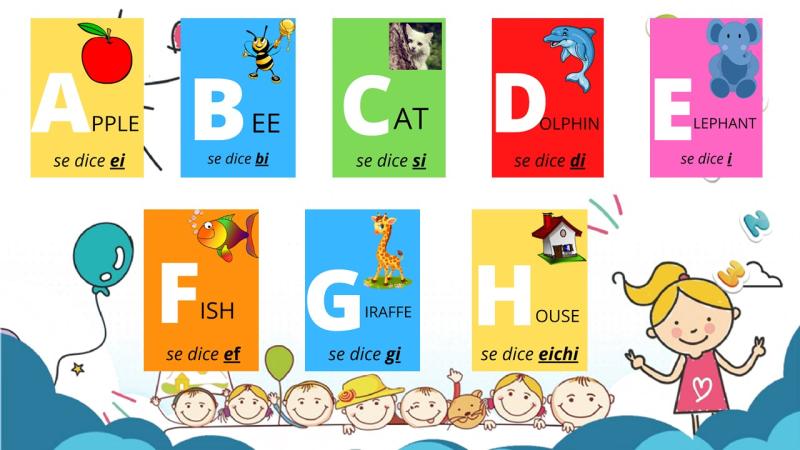 APPLE
se dice ei
BEE
se dice bi
CAT
se dice si
DOLPHIN
se dice di
ELEPHANT
se dice i
FISH
se dice ef
GIRAFFE
se dice gi
HOUSE
se dice eichi
N
W